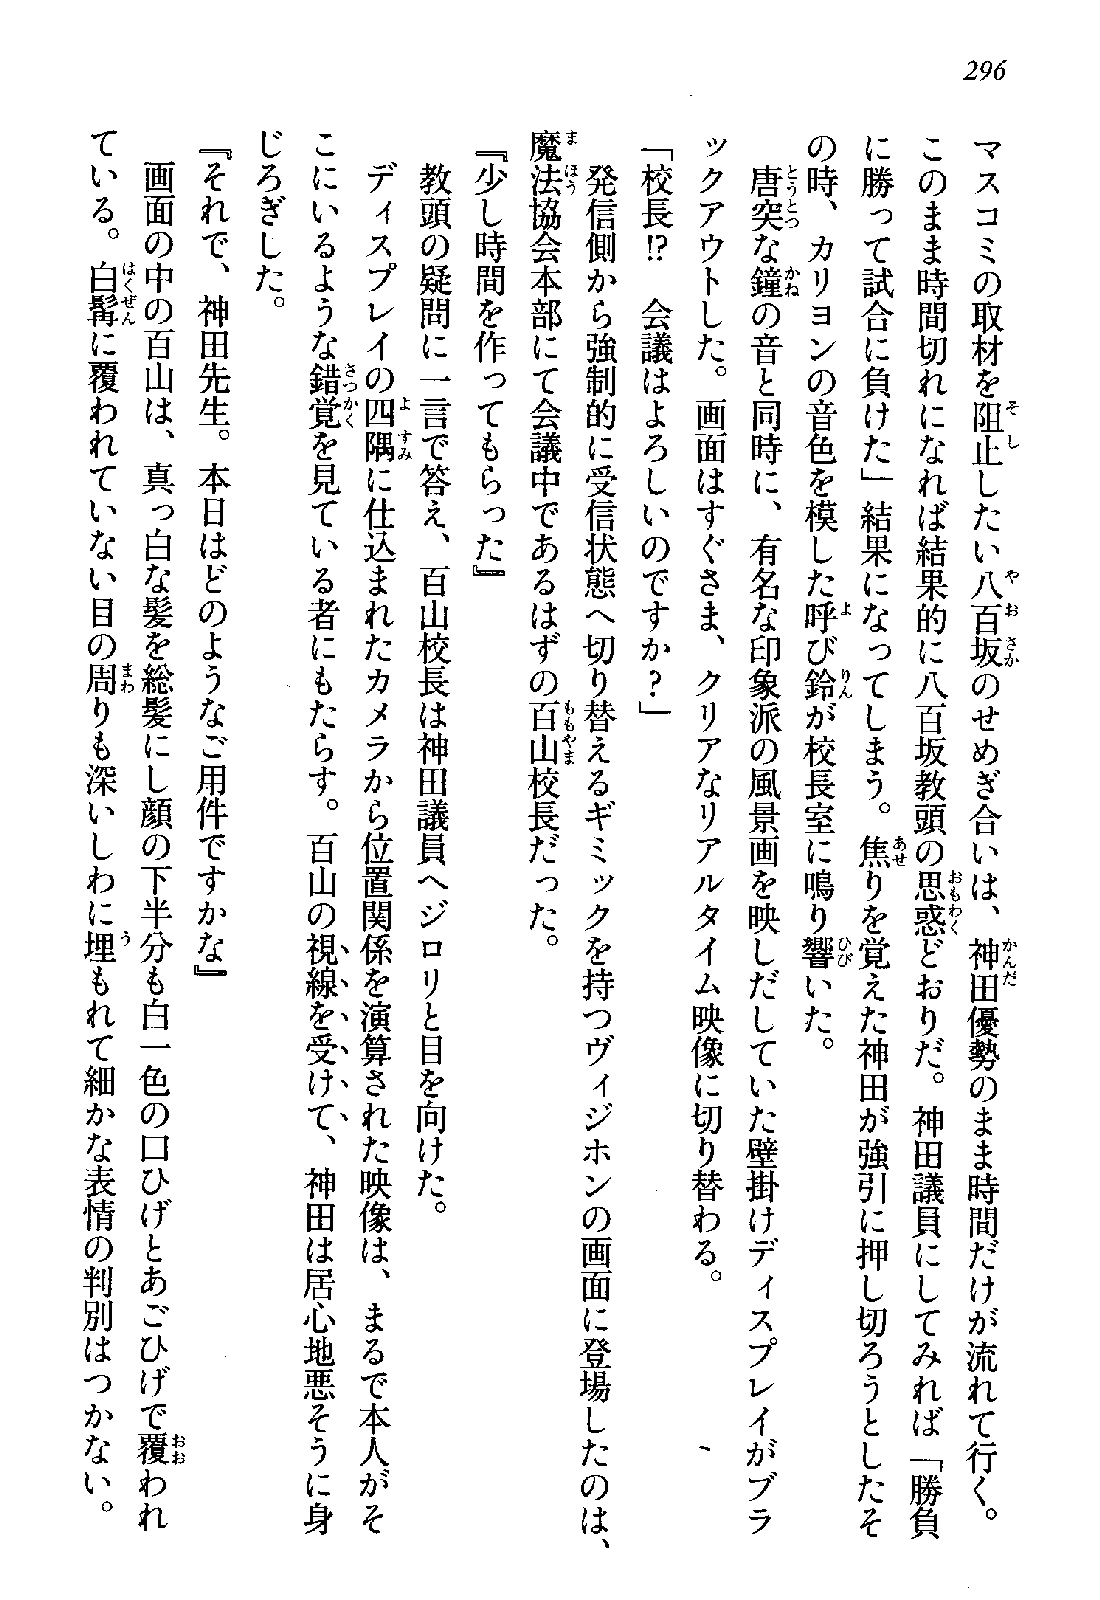 296
マスコミの取材を阻止したい八百坂のせめぎ合いは、神田優勢のまま時間だけが流れて行く。
このまま時間切れになれば結果的に八百坂教頭の思惑どおりだ。神田議員にしてみれば「勝負
に勝って試合に負けた」結果になってしまう。焦りを覚えた神田が強引に押し切ろうとしたそ
の時、カリヨンの音色を模した呼び鈴が校長室に鳴り響いた。
唐突な鐘の音と同時に、有名な印象派の風景画を映しだしていた壁掛けディスプレイがブラ
ックアウトした。画面はすぐさま、クリアなリアルタイム映像に切り替わる。
「校長!?　会議はよろしいのですか？」
発信側から強制的に受信状態へ切り替えるギミックを持つヴィジホンの画面に登場したのは、
魔法協会本部にて会議中であるはずの百山校長だった。
『少し時間を作ってもらった』
教頭の疑問に一言で答え、百山校長は神田議員へジロリと目を向けた。
ディスプレイの四隅に仕込まれたカメラから位置関係を演算された映像は、まるで本人がそ
こにいるような錯覚を見ている者にもたらす。百山の視線を受けて、神田は居心地悪そうに身
じろぎした。
『それで、神田先生。本日はどのようなご用件ですかな』
画面の中の百山は、真っ白な髪を総髪にし顔の下半分も白一色の口ひげとあごひげで覆われ
ている。白髯に覆われていない目の周りも深いしわに埋もれて細かな表情の判別はつかない。